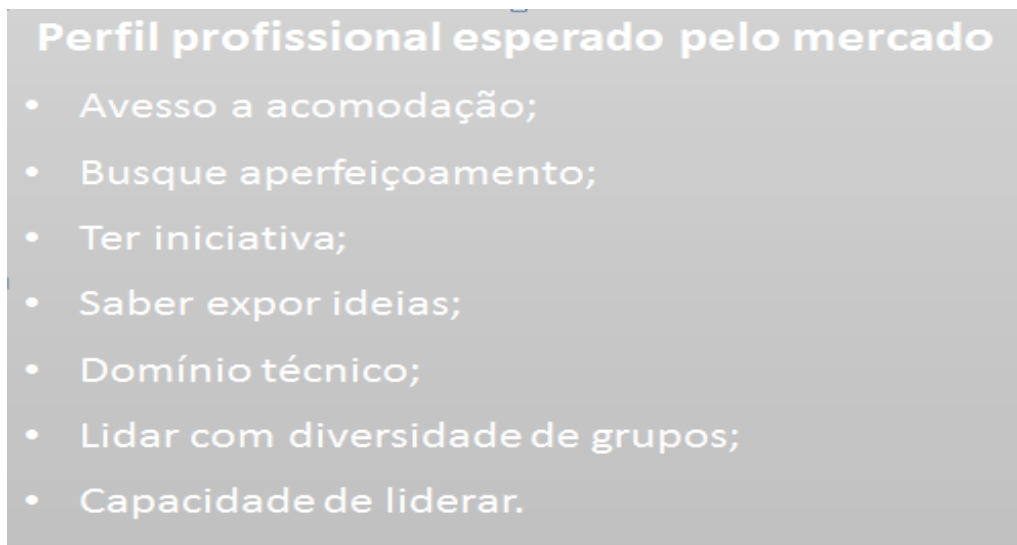 Perfil profissional esperado pelo mercado
• Avesso a acomodação;
• Busque aperfeiçoamento;
• Ter iniciativa;
• Saber expor ideias;
• Domínio técnico;
• Lidar com diversidade de grupos;
• Capacidade de liderar.